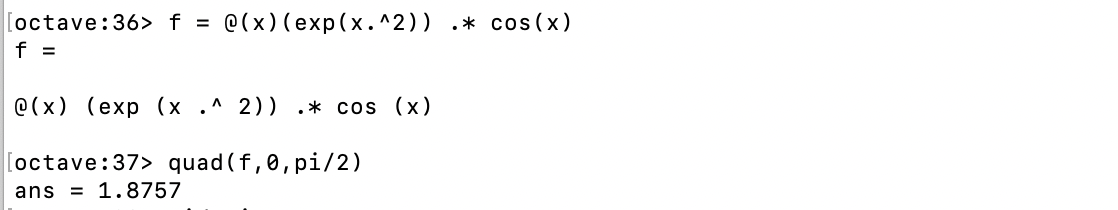 [octave:36> f = @(x)(exp(x.^2)) .* cos(x)
f =
@(x) (exp (x .^ 2)) .* cos (x)
[octave:37> quad(f,0,pi/2)
ans = 1.8757